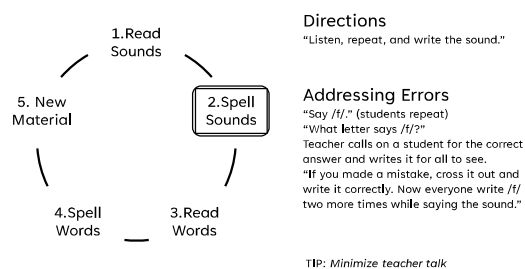 1.Read
Sounds
2.Spell
Sounds
3.Read
Words
4.Spell
Words
5. New
Material
Directions
“Listen, repeat, and write the sound.”
Addressing Errors
“Say /f/.” (students repeat)
“What letter says /f/?”
Teacher calls on a student for the correct
answer and writes it for all to see.
“If you made a mistake, cross it out and
write it correctly. Now everyone write /f/
two more times while saying the sound.”
TIP: Minimize teacher talk